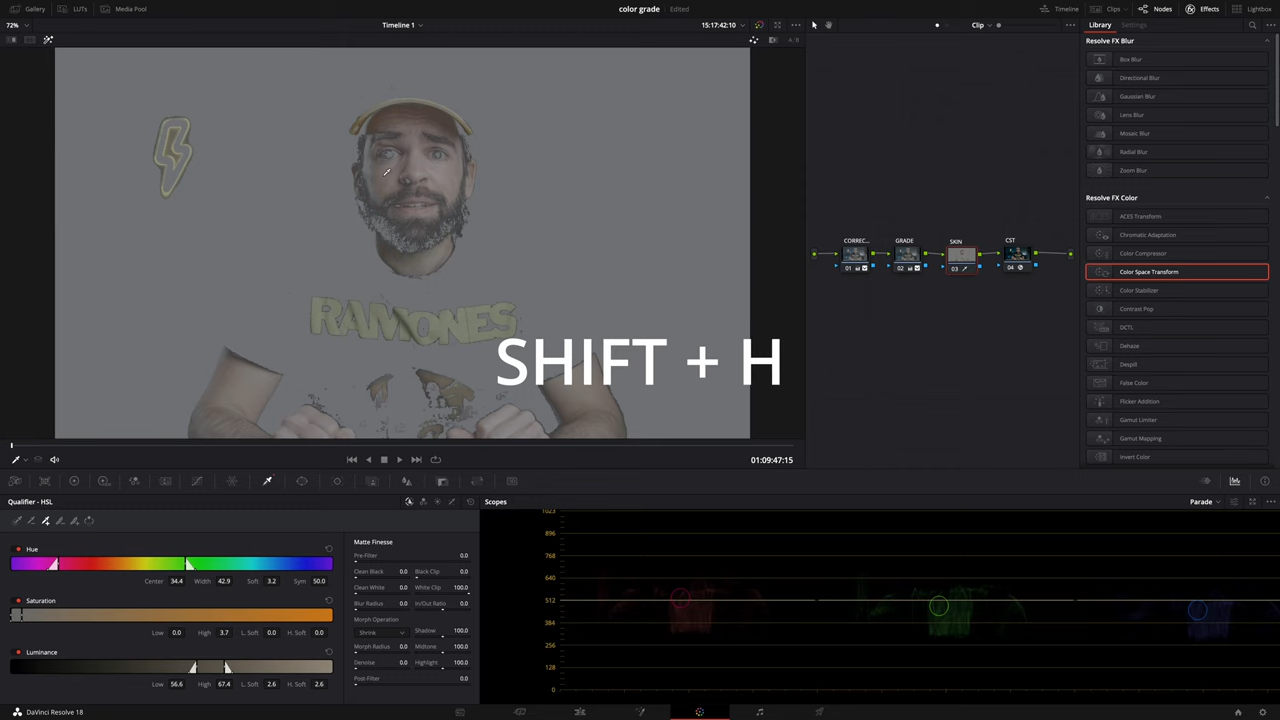 Gallery LUTs Media Pool color grade Edited Timeline Clips Nodes Effects Lightbox
72% Timeline 1 15:17:42:10 Clip Library Settings
A/B
Resolve FX Blur
Box Blur
Directional Blur
Gaussian Blur
Lens Blur
Mosaic Blur
Radial Blur
Zoom Blur
Resolve FX Color
ACES Transform
Chromatic Adaptation
Color Compressor
Color Space Transform
Color Stabilizer
Contrast Pop
DCTL
Dehaze
Despill
False Color
Flicker Addition
Gamut Limiter
Gamut Mapping
Invert Color
CORREC... GRADE SKIN CST
01 02 03 04
RAMONES
SHIFT + H
01:09:47:15
Qualifier - HSL
Hue
Center 34.4 Width 42.9 Soft 3.2 Sym 50.0
Saturation
Low 0.0 High 3.7 L. Soft 0.0 H. Soft 0.0
Luminance
Low 56.6 High 67.4 L. Soft 2.6 H. Soft 2.6
Matte Finesse
Pre-Filter 0.0
Clean Black 0.0 Black Clip 0.0
Clean White 0.0 White Clip 100.0
Blur Radius 0.0 In/Out Ratio 0.0
Morph Operation
Shrink Shadow 100.0
Morph Radius 0.0 Midtone 100.0
Denoise 0.0 Highlight 100.0
Post-Filter 0.0
Scopes Parade
1023
896
768
640
512
384
256
128
0
DaVinci Resolve 18